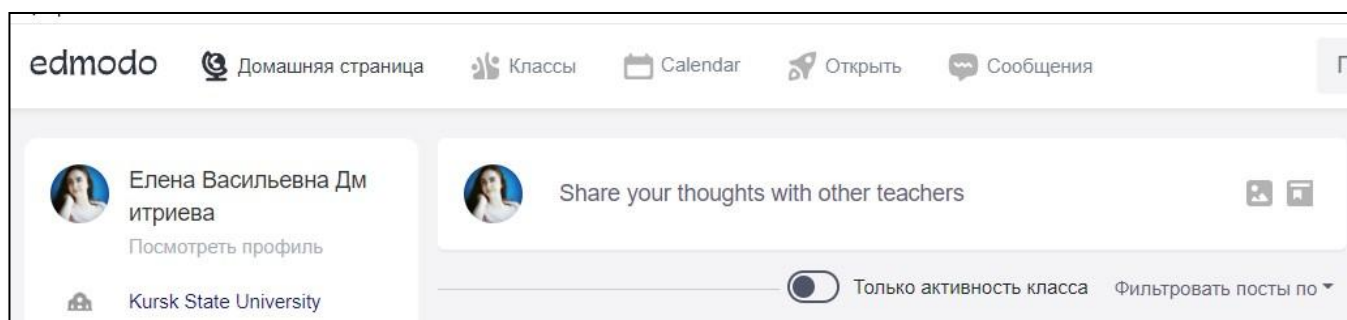 edmodo Домашняя страница Классы Calendar Открыть Сообщения
Елена Васильевна Дм
итриева
Посмотреть профиль
Kursk State University
Share your thoughts with other teachers
Только активность класса Фильтровать посты по